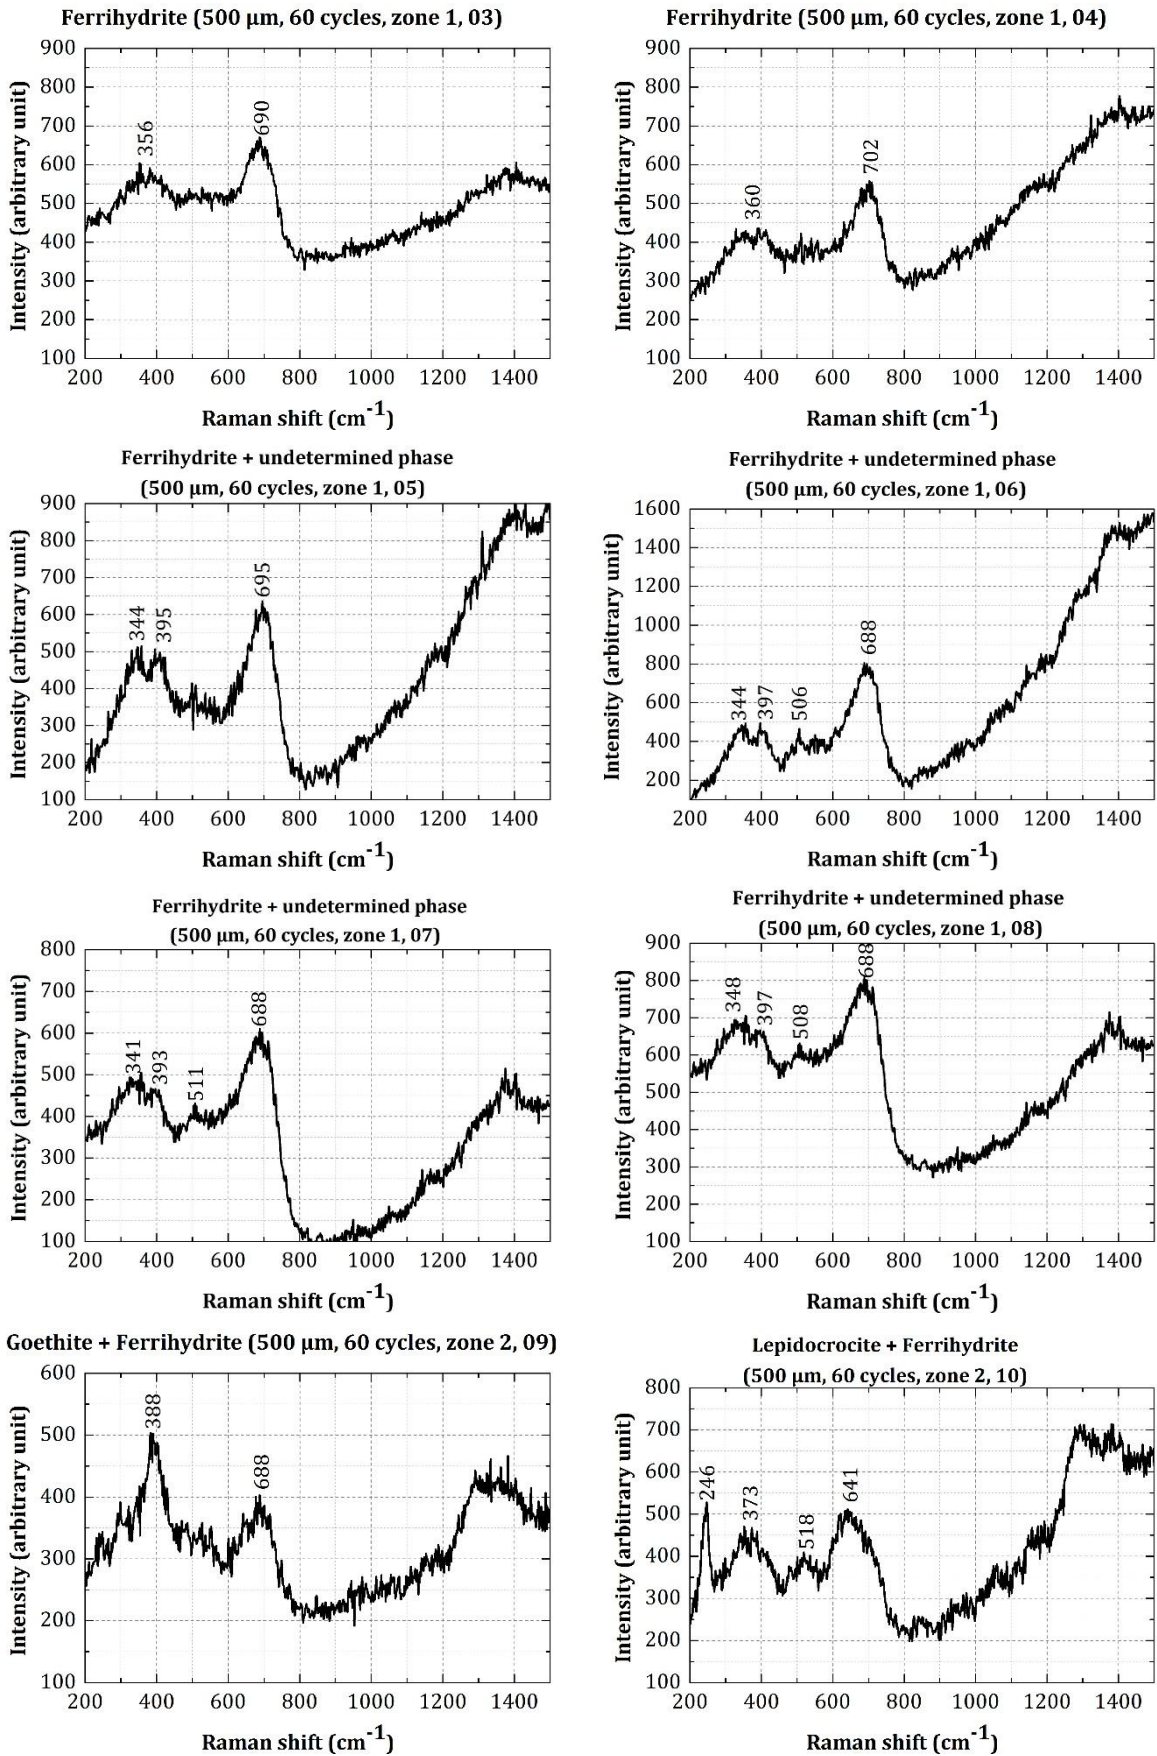 Ferrihydrite (500 µm, 60 cycles, zone 1, 03)
900
800
700
600
500
400
300
200
100
356
690
Intensity (arbitrary unit)
200 400 600 800 1000 1200 1400
Raman shift (cm-1)
Ferrihydrite (500 µm, 60 cycles, zone 1, 04)
900
800
700
600
500
400
300
200
100
360
702
Intensity (arbitrary unit)
200 400 600 800 1000 1200 1400
Raman shift (cm-1)
Ferrihydrite + undetermined phase
(500 µm, 60 cycles, zone 1, 05)
900
800
700
600
500
400
300
200
100
344
395
695
Intensity (arbitrary unit)
200 400 600 800 1000 1200 1400
Raman shift (cm-1)
Ferrihydrite + undetermined phase
(500 µm, 60 cycles, zone 1, 06)
1600
1400
1200
1000
800
600
400
200
344
397
506
688
Intensity (arbitrary unit)
200 400 600 800 1000 1200 1400
Raman shift (cm-1)
Ferrihydrite + undetermined phase
(500 µm, 60 cycles, zone 1, 07)
800
700
600
500
400
300
200
100
341
393
511
688
Intensity (arbitrary unit)
200 400 600 800 1000 1200 1400
Raman shift (cm-1)
Ferrihydrite + undetermined phase
(500 µm, 60 cycles, zone 1, 08)
900
800
700
600
500
400
300
200
100
348
397
508
688
Intensity (arbitrary unit)
200 400 600 800 1000 1200 1400
Raman shift (cm-1)
Goethite + Ferrihydrite (500 µm, 60 cycles, zone 2, 09)
600
500
400
300
200
100
388
688
Intensity (arbitrary unit)
200 400 600 800 1000 1200 1400
Raman shift (cm-1)
Lepidocrocite + Ferrihydrite
(500 µm, 60 cycles, zone 2, 10)
800
700
600
500
400
300
200
100
246
373
518
641
Intensity (arbitrary unit)
200 400 600 800 1000 1200 1400
Raman shift (cm-1)